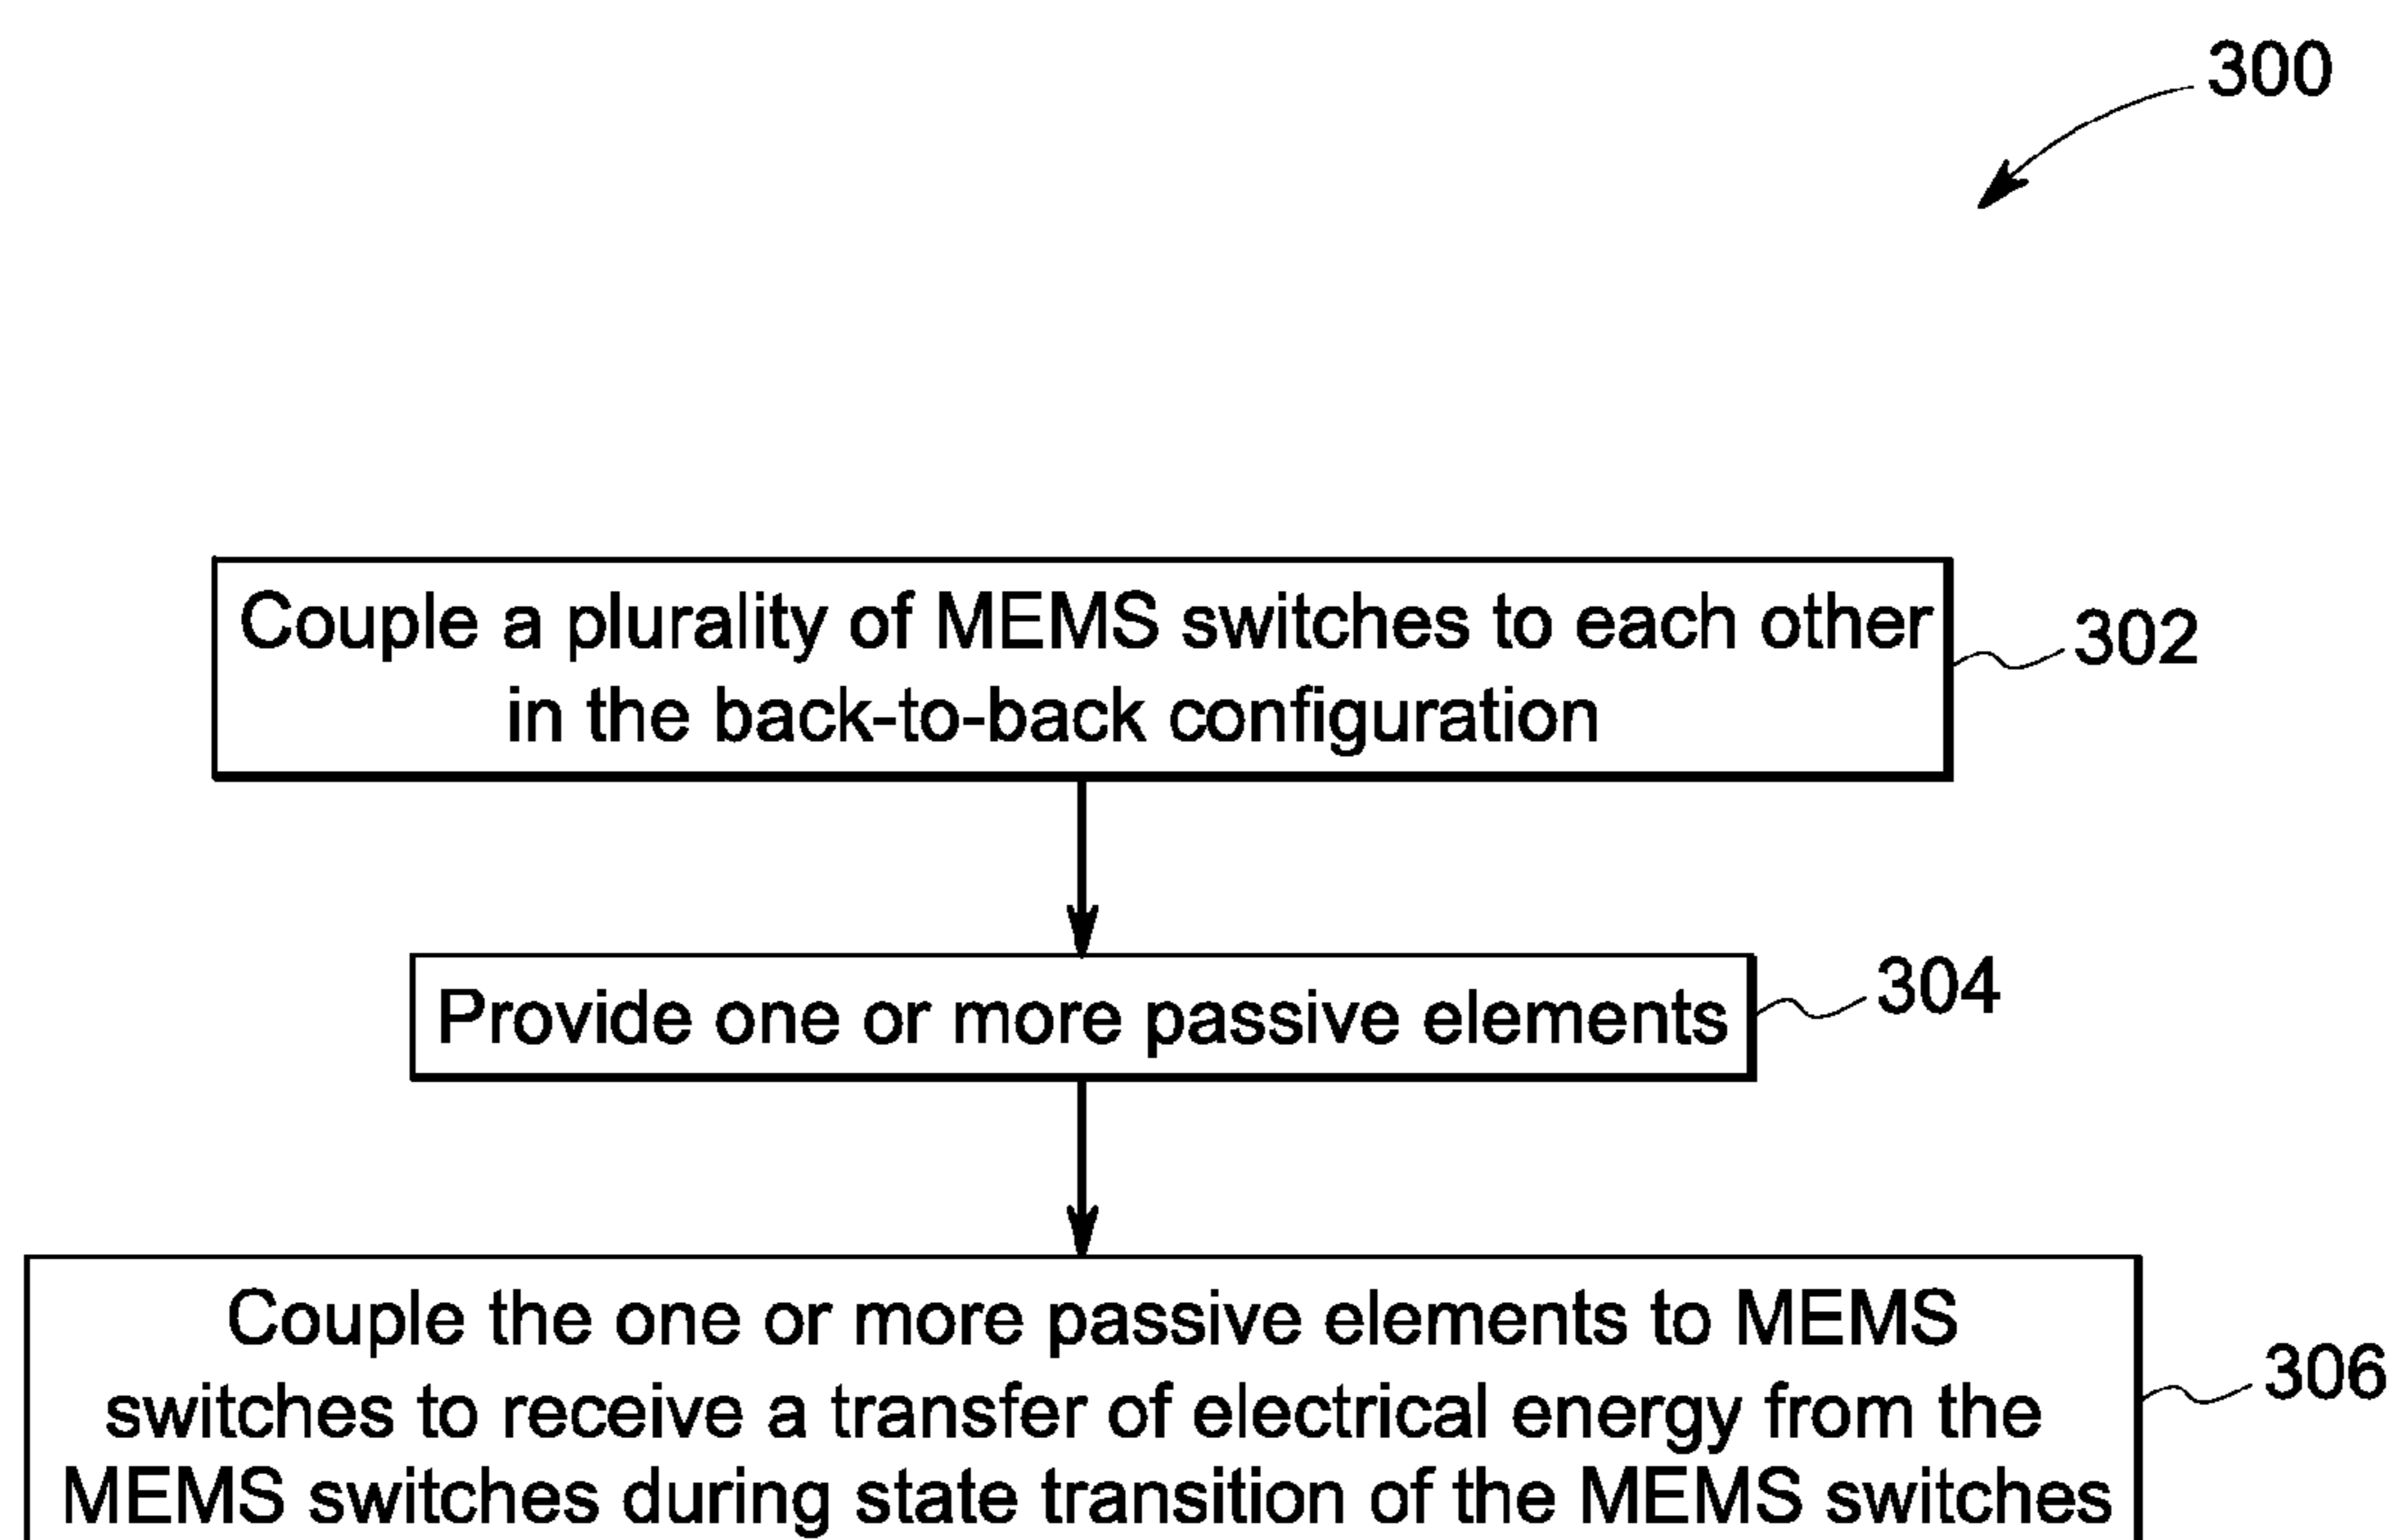 300
Couple a plurality of MEMS switches to each other
in the back-to-back configuration
302
Provide one or more passive elements
304
Couple the one or more passive elements to MEMS
switches to receive a transfer of electrical energy from the
MEMS switches during state transition of the MEMS switches
306